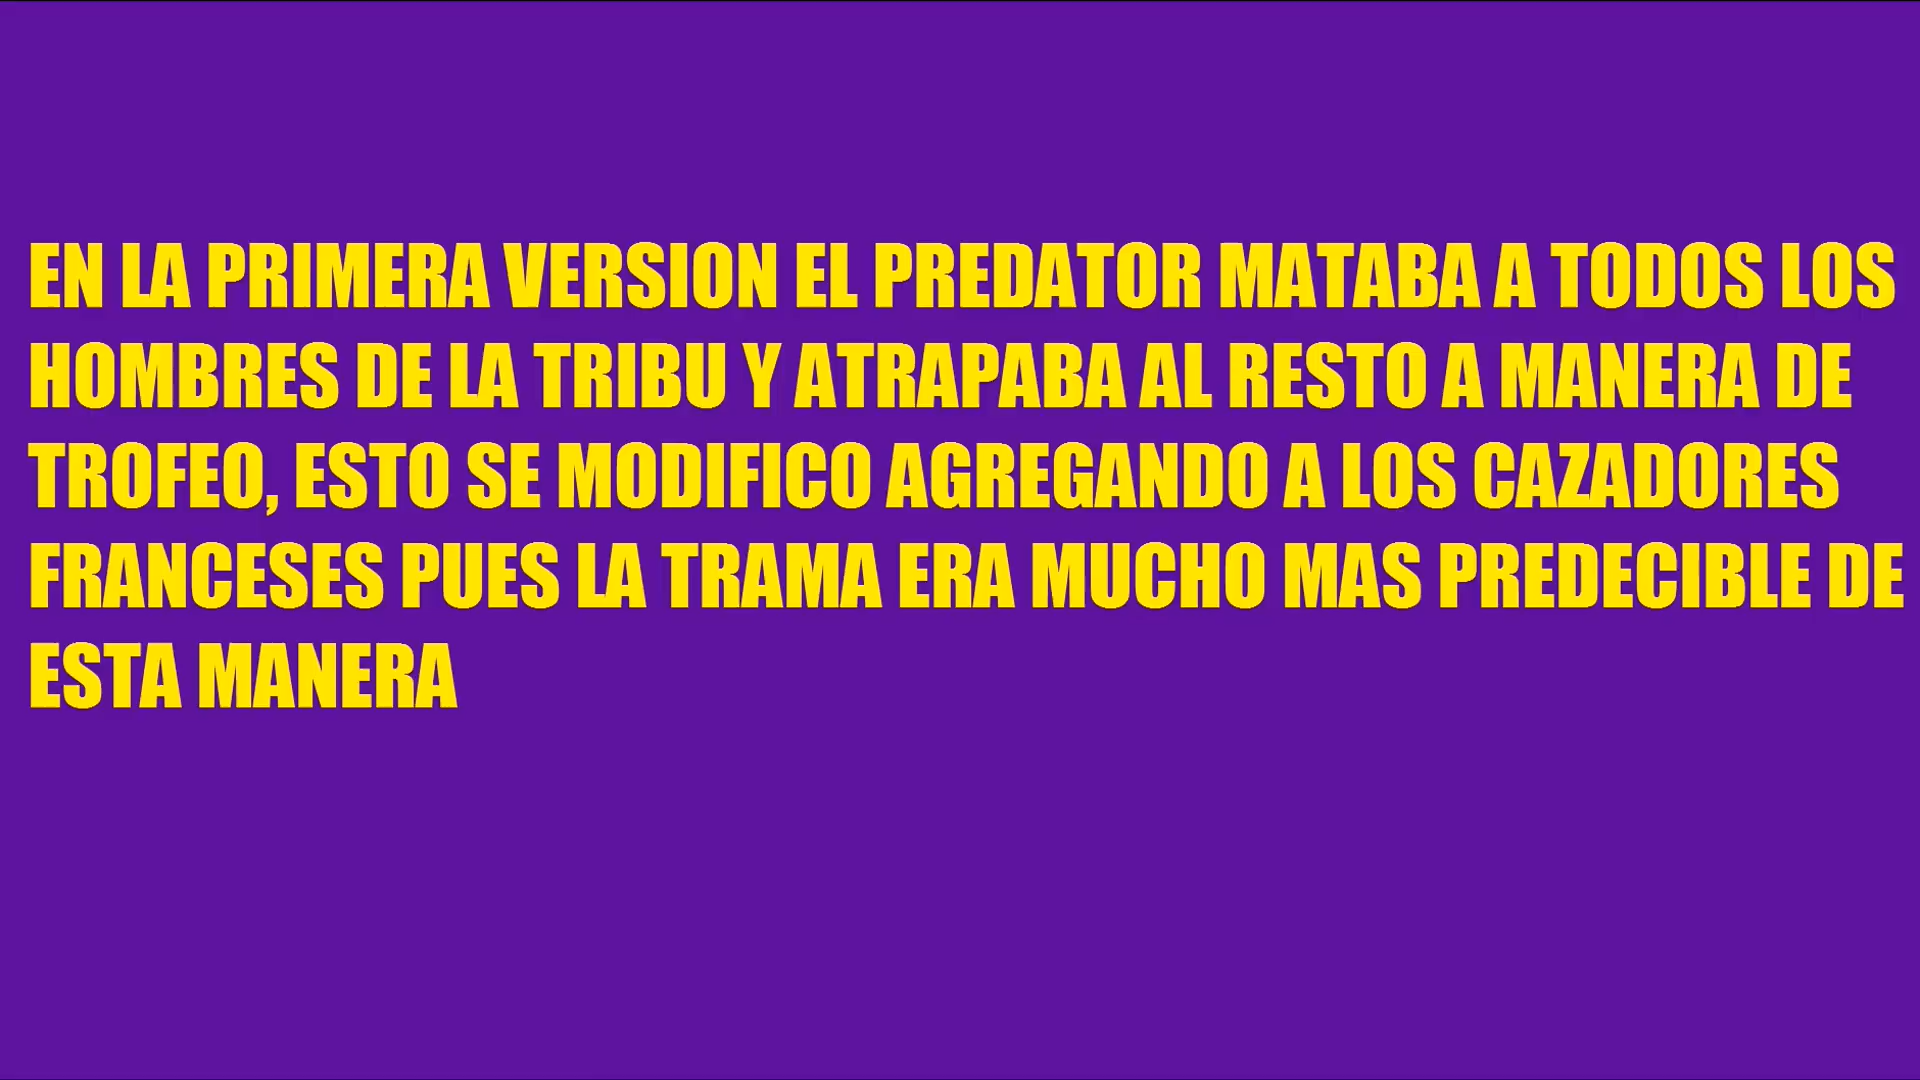 EN LA PRIMERA VERSION EL PREDATOR MATABA A TODOS LOS
HOMBRES DE LA TRIBU Y ATRAPABA AL RESTO A MANERA DE
TROFEO, ESTO SE MODIFICO AGREGANDO A LOS CAZADORES
FRANCESES PUES LA TRAMA ERA MUCHO MAS PREDECIBLE DE
ESTA MANERA